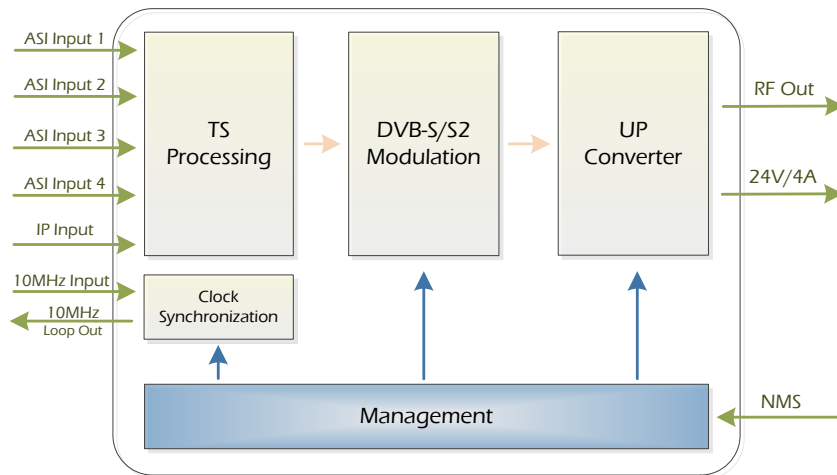 ASI Input 1
ASI Input 2
ASI Input 3
ASI Input 4
IP Input
10MHz Input
10MHz
Loop Out
TS
Processing
Clock
Synchronization
DVB-S/S2
Modulation
UP
Converter
RF Out
24V/4A
Management
NMS